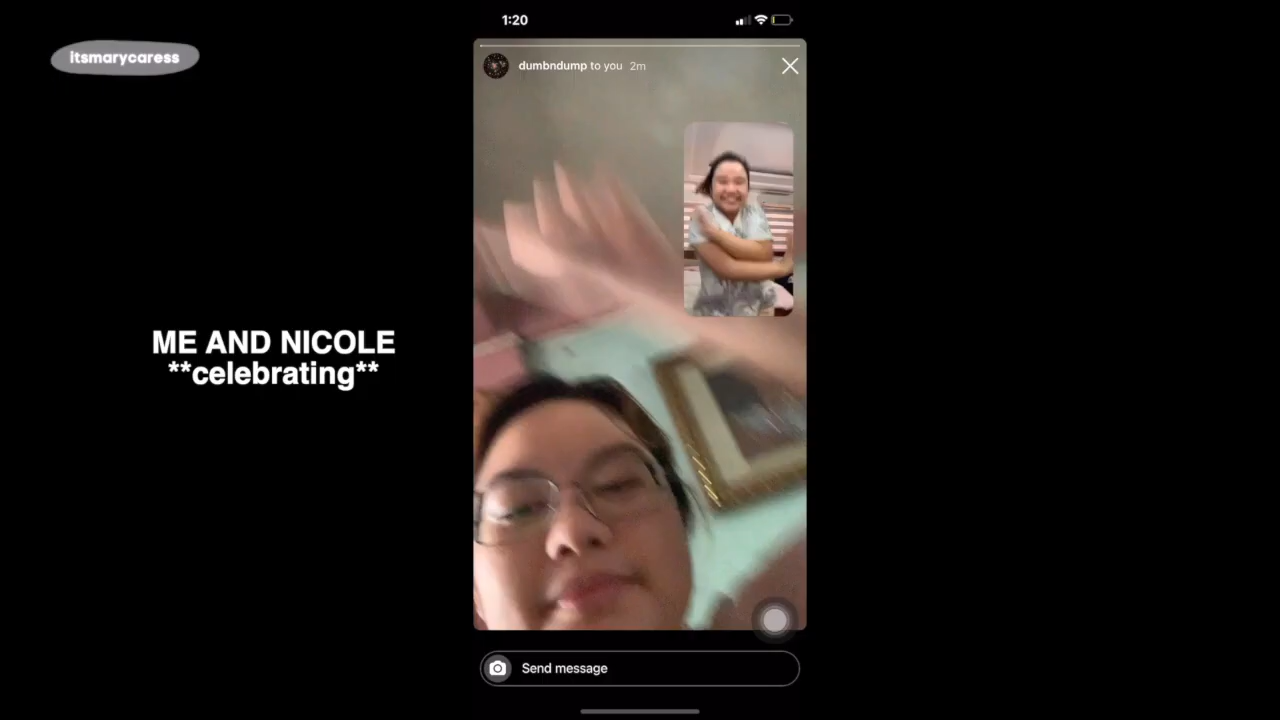 1:20
itsmarycaress
dumbndump to you 2m
ME AND NICOLE
**celebrating**
Send message